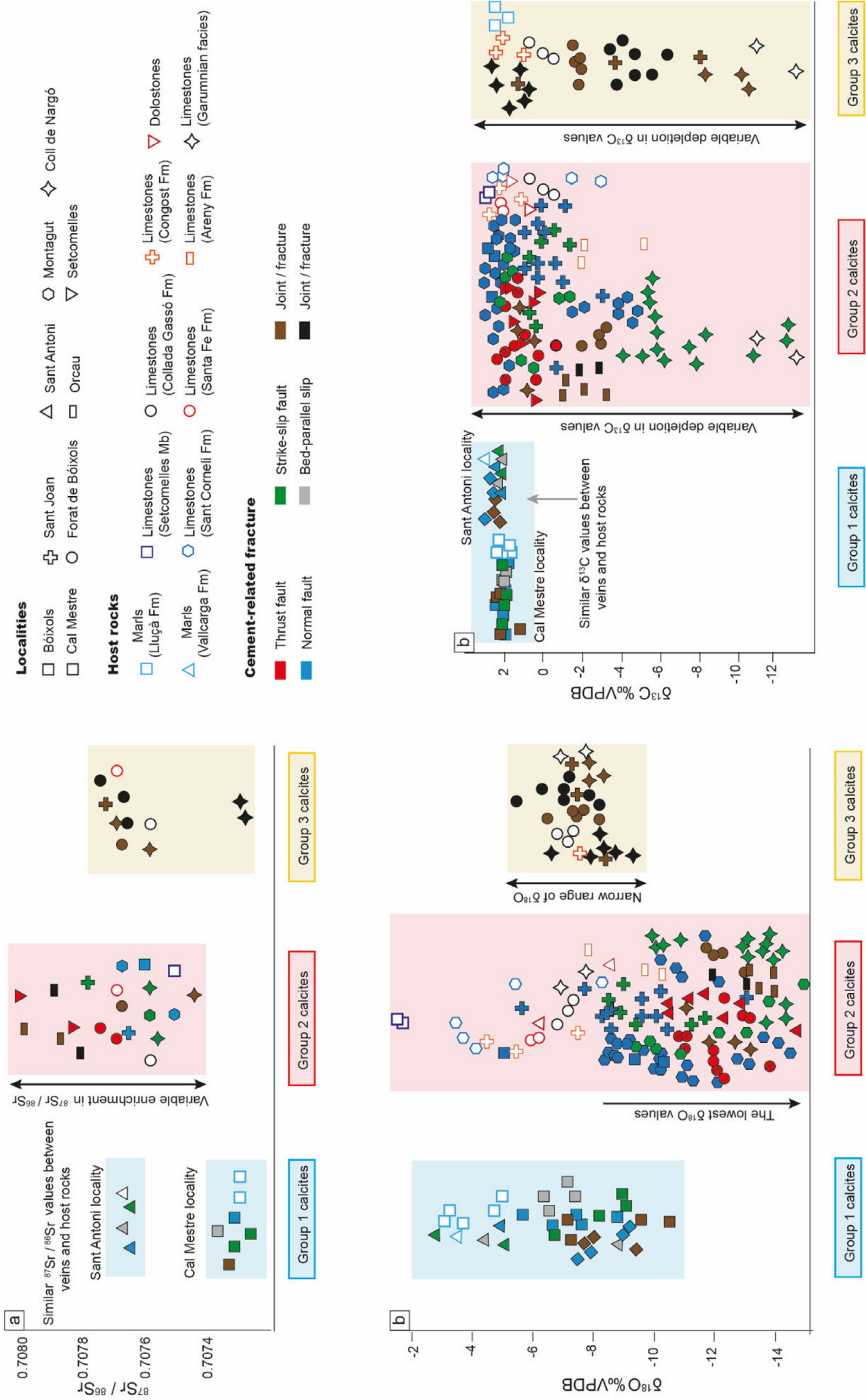 a
0.7080
0.7078
0.7076
0.7074
⁸⁷Sr / ⁸⁶Sr
Similar ⁸⁷Sr / ⁸⁶Sr values between
veins and host rocks
Sant Antoni locality
Cal Mestre locality
Variable enrichment in ⁸⁷Sr / ⁸⁶Sr
Group 1 calcites
Group 2 calcites
Group 3 calcites
Localities
Bóixols
Sant Joan
Sant Antoni
Montagut
Coll de Nargó
Cal Mestre
Forat de Bóixols
Orcau
Setcomelles
Host rocks
Marls
(Lluçà Fm)
Limestones
(Setcomelles Mb)
Limestones
(Collada Gassó Fm)
Limestones
(Congost Fm)
Dolostones
Marls
(Vallcarga Fm)
Limestones
(Sant Corneli Fm)
Limestones
(Santa Fe Fm)
Limestones
(Areny Fm)
Limestones
(Garumnian facies)
Cement-related fracture
Thrust fault
Strike-slip fault
Joint / fracture
Normal fault
Bed-parallel slip
Joint / fracture
b
-2
-4
-6
-8
-10
-12
-14
δ¹⁸O ‰VPDB
The lowest δ¹⁸O values
Narrow range of δ¹⁸O
Group 1 calcites
Group 2 calcites
Group 3 calcites
b
2
0
-2
-4
-6
-8
-10
-12
δ¹³C ‰VPDB
Sant Antoni locality
Cal Mestre locality
Similar δ¹³C values between
veins and host rocks
Variable depletion in δ¹³C values
Variable depletion in δ¹³C values
Group 1 calcites
Group 2 calcites
Group 3 calcites